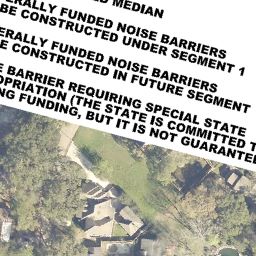 MEDIAN
ERALLY FUNDED NOISE BARRIERS
BE CONSTRUCTED UNDER SEGMENT 1
ERALLY FUNDED NOISE BARRIERS
E CONSTRUCTED IN FUTURE SEGMENT
BARRIER REQUIRING SPECIAL STATE
OPRIATION (THE STATE IS COMMITTED T
NG FUNDING, BUT IT IS NOT GUARANTEE